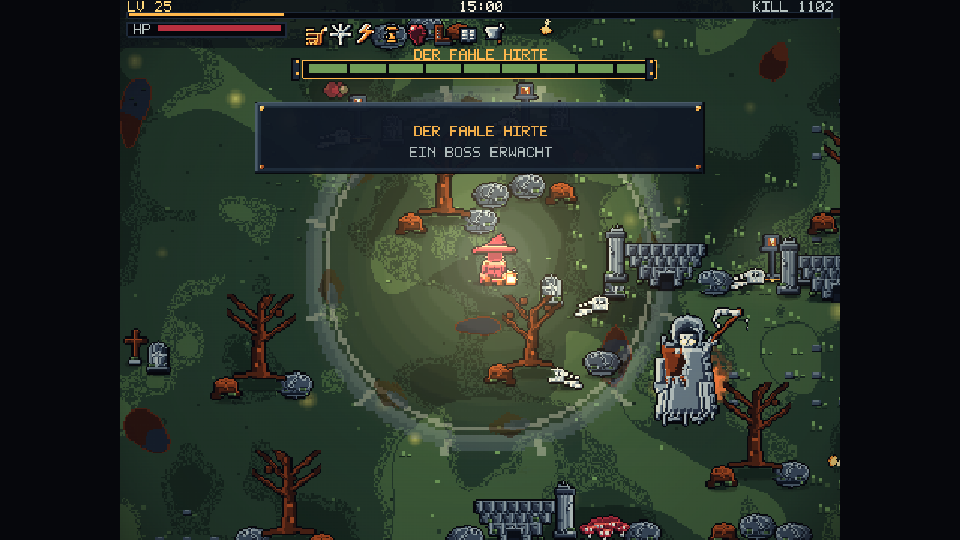 LV 25
15:00
KILL 1102
HP
DER FAHLE HIRTE
DER FAHLE HIRTE
EIN BOSS ERWACHT